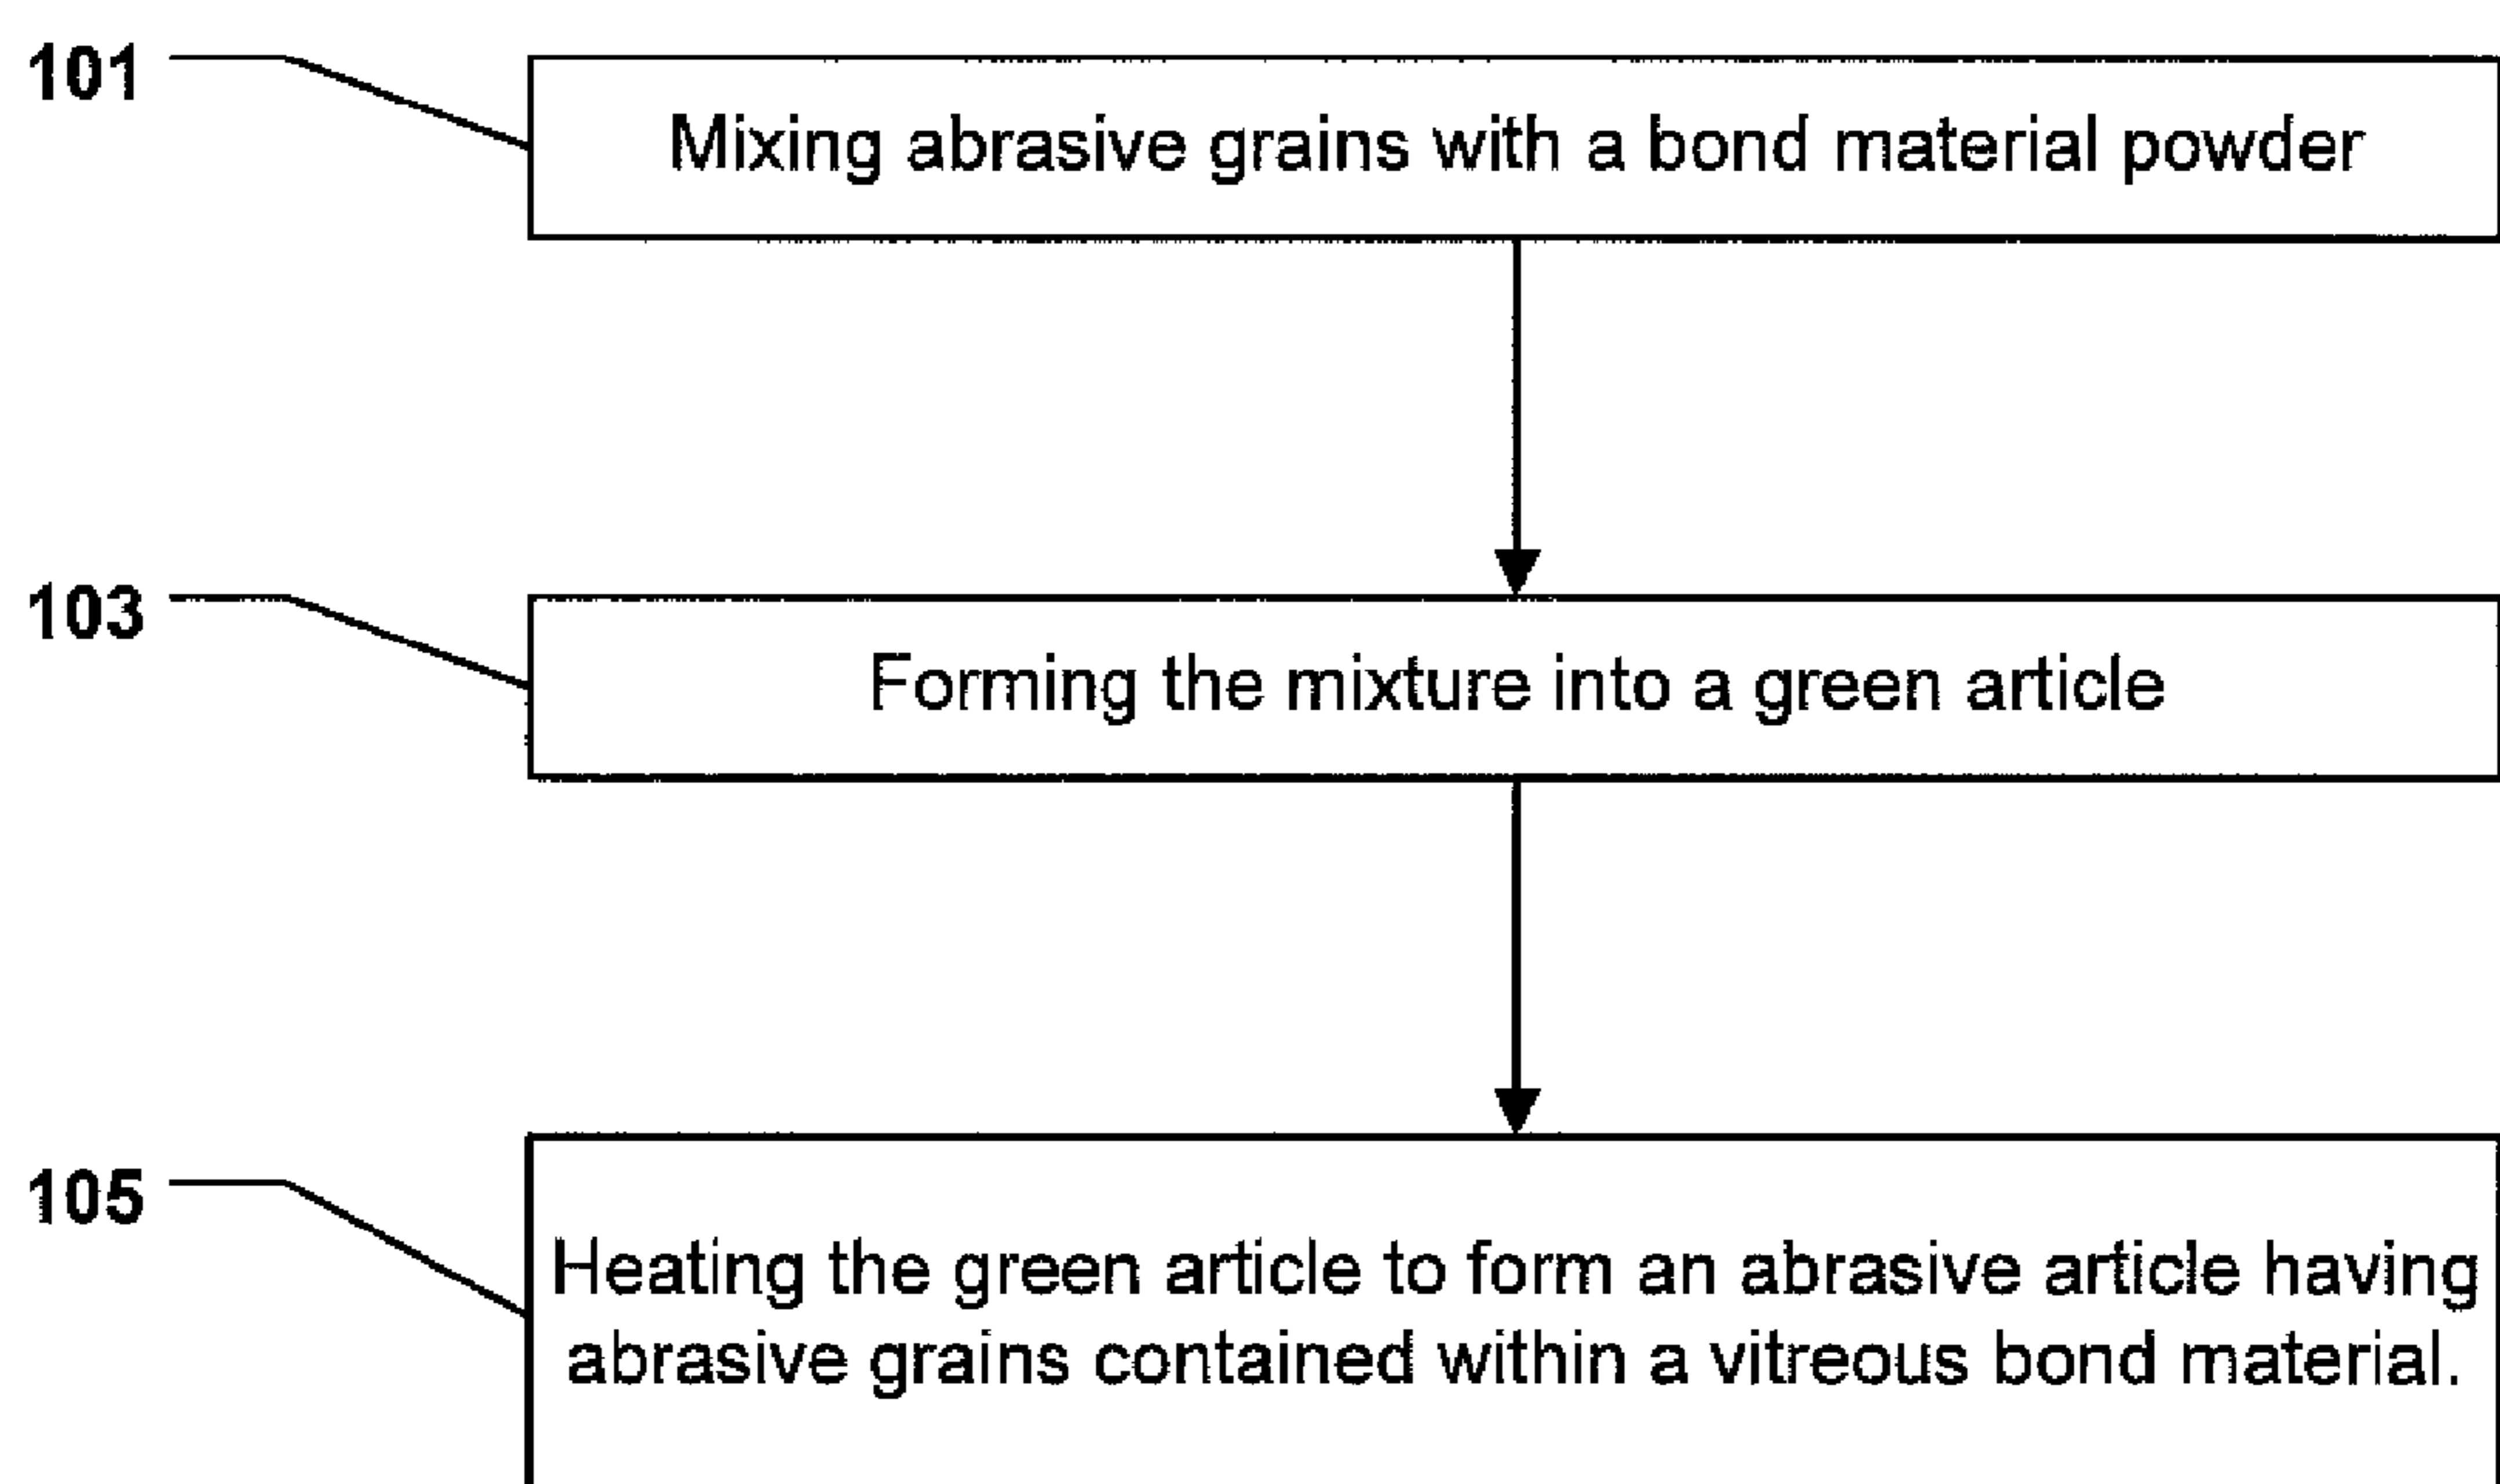 101
Mixing abrasive grains with a bond material powder
103
Forming the mixture into a green article
105
Heating the green article to form an abrasive article having
abrasive grains contained within a vitreous bond material.